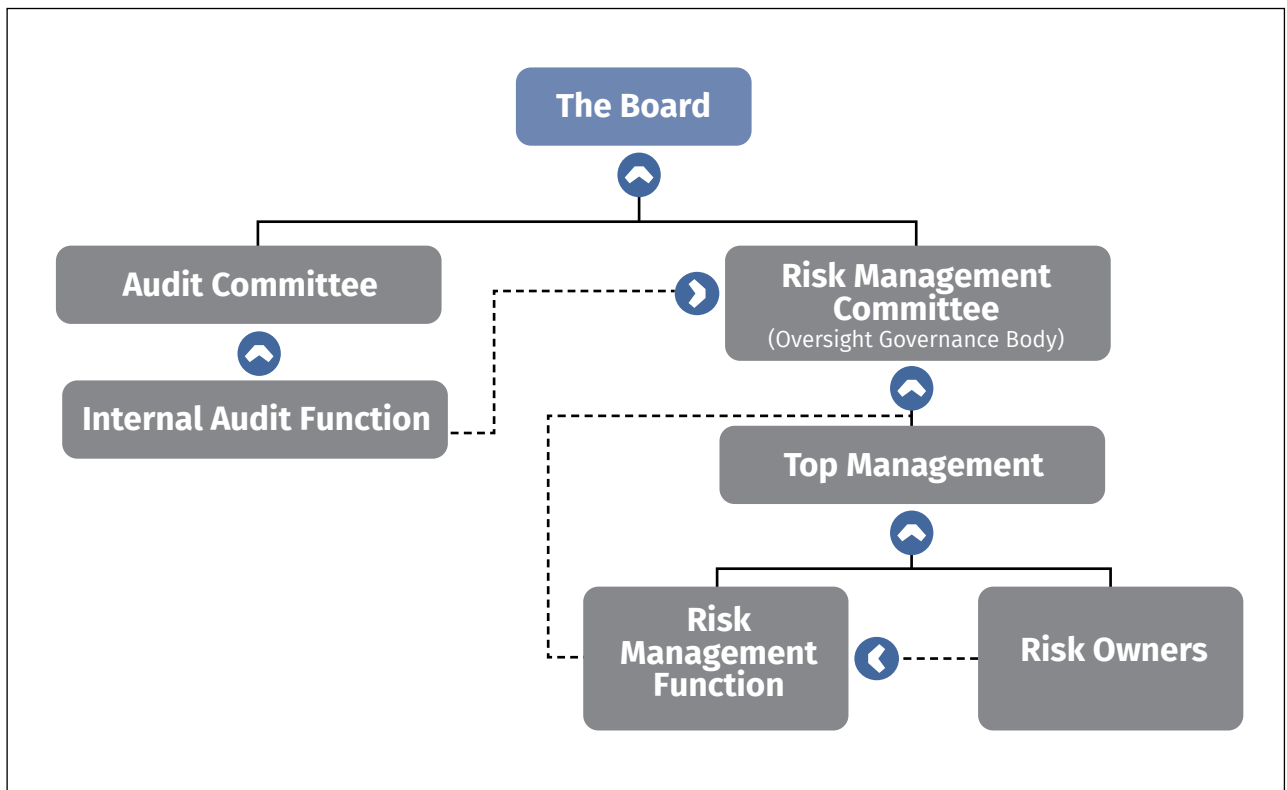 The Board
Audit Committee
Risk Management
Committee
(Oversight Governance Body)
Internal Audit Function
Top Management
Risk
Management
Function
Risk Owners